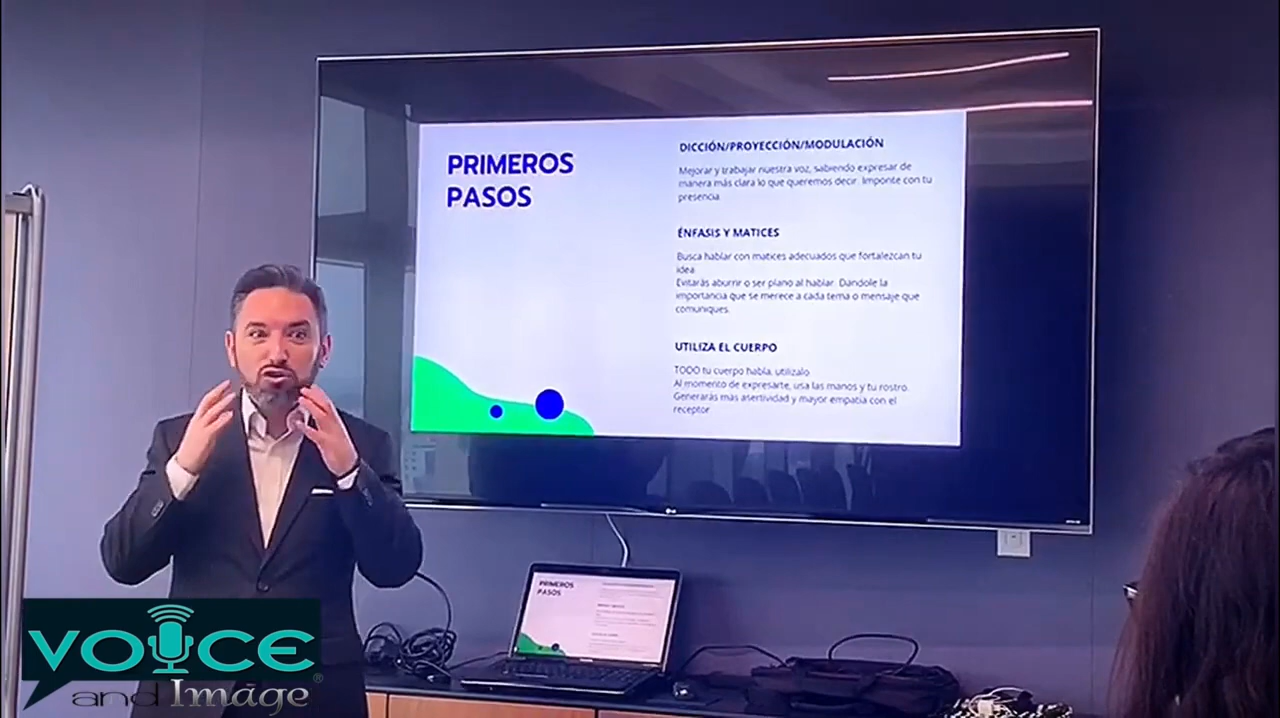 PRIMEROS
PASOS
DICCIÓN/PROYECCIÓN/MODULACIÓN
Mejorar y trabajar nuestra voz, sabiendo expresar de
manera más clara lo que queremos decir. Imponte con tu
presencia
ÉNFASIS Y MATICES
Busca hablar con matices adecuados que fortalezcan tu
idea
Evitarás aburrir o ser plano al hablar. Dándole la
importancia que se merece a cada tema o mensaje que
comuniques.
UTILIZA EL CUERPO
TODO tu cuerpo habla, utilízalo
Al momento de expresarte, usa las manos y tu rostro.
Generarás más asertividad y mayor empatía con el
receptor
LG
PRIMEROS
PASOS
VOICE
and Image®